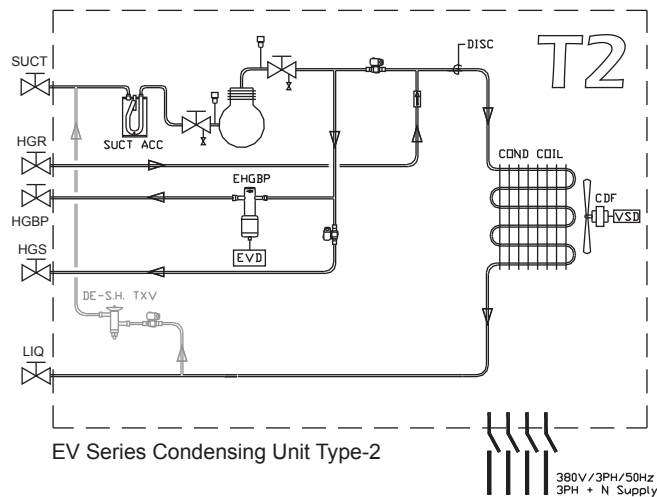 T2
DISC
SUCT
SUCT ACC
HGR
COND COIL
EHGBP
CDF
HGBP
VSD
HGS
EVD
DE-S.H. TXV
LIQ
EV Series Condensing Unit Type-2
380V/3PH/50Hz
3PH + N Supply